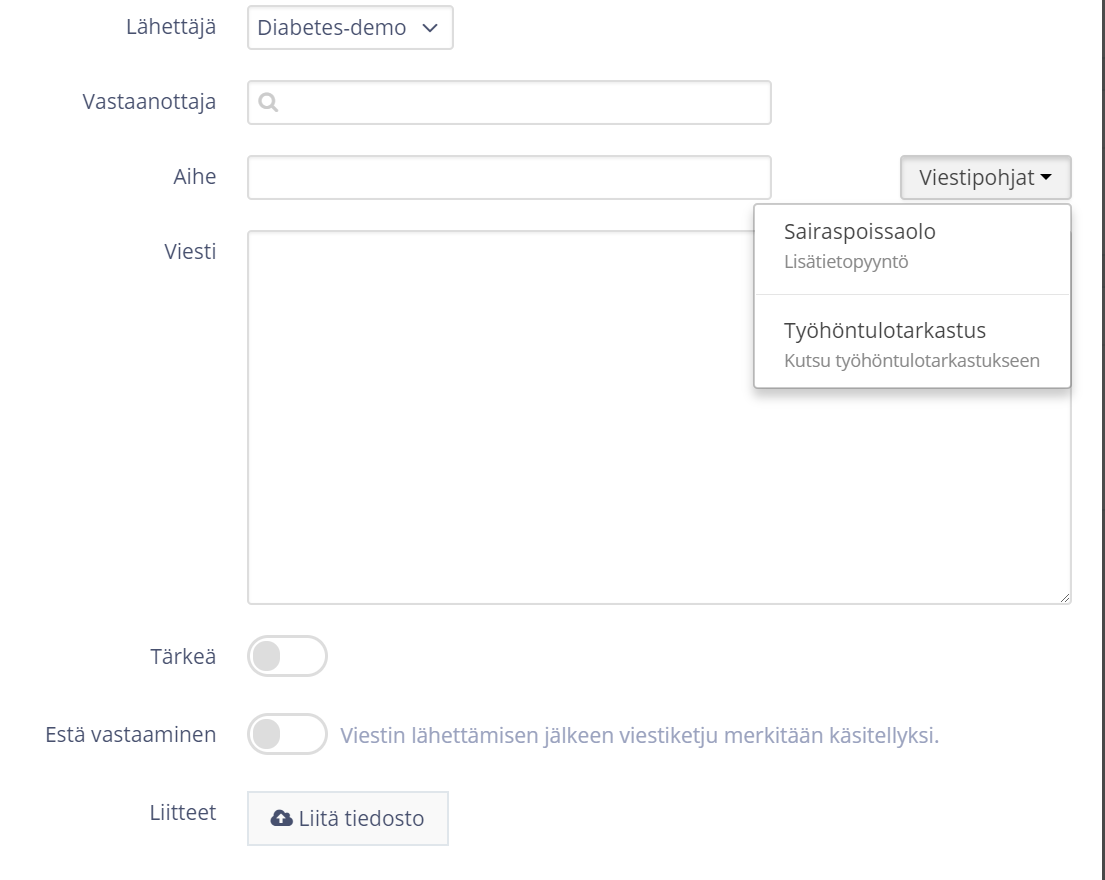 Lähettäjä
Diabetes-demo
Vastaanottaja
Aihe
Viestipohjat
Sairaspoissaolo
Lisätietopyyntö
Työhöntulotarkastus
Kutsu työhöntulotarkastukseen
Viesti
Tärkeä
Estä vastaaminen
Viestin lähettämisen jälkeen viestiketju merkitään käsitellyksi.
Liitteet
Liitä tiedosto